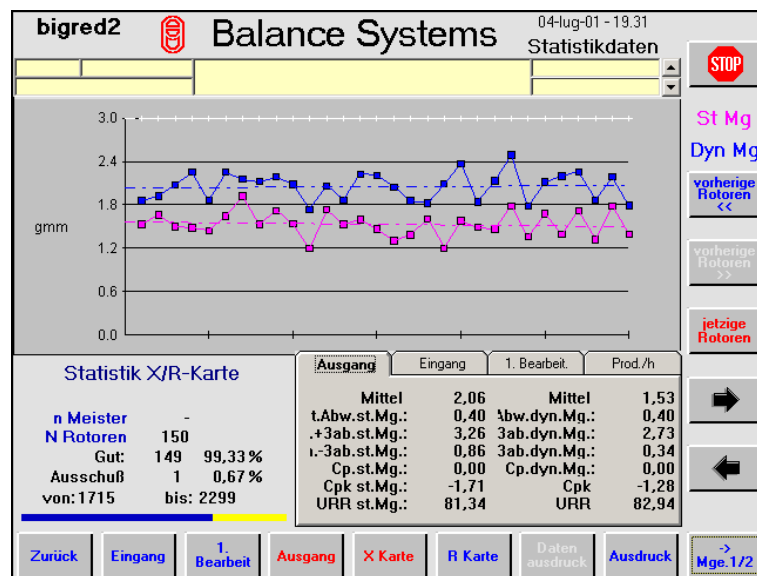 bigred2 Balance Systems 04-lug-01 - 19.31
Statistikdaten
STOP
St Mg
Dyn Mg
vorherige
Rotoren
<<
vorherige
Rotoren
>>
jetzige
Rotoren
3.0
2.4
1.8
gmm
1.2
0.6
0.0
Statistik X/R-Karte
n Meister -
N Rotoren 150
Gut: 149 99,33 %
Ausschuß 1 0,67 %
von: 1715 bis: 2299
Ausgang Eingang 1. Bearbeit. Prod./h
Mittel 2,06 Mittel 1,53
t.Abw.st.Mg.: 0,40 Abw.dyn.Mg.: 0,40
.+3ab.st.Mg.: 3,26 3ab.dyn.Mg.: 2,73
.-3ab.st.Mg.: 0,86 3ab.dyn.Mg.: 0,34
Cp.st.Mg.: 0,00 Cp.dyn.Mg.: 0,00
Cpk st.Mg.: -1,71 Cpk -1,28
URR st.Mg.: 81,34 URR 82,94
Zurück
Eingang
1.
Bearbeit
Ausgang
X Karte
R Karte
Daten
ausdruck
Ausdruck
->
Mge.1/2